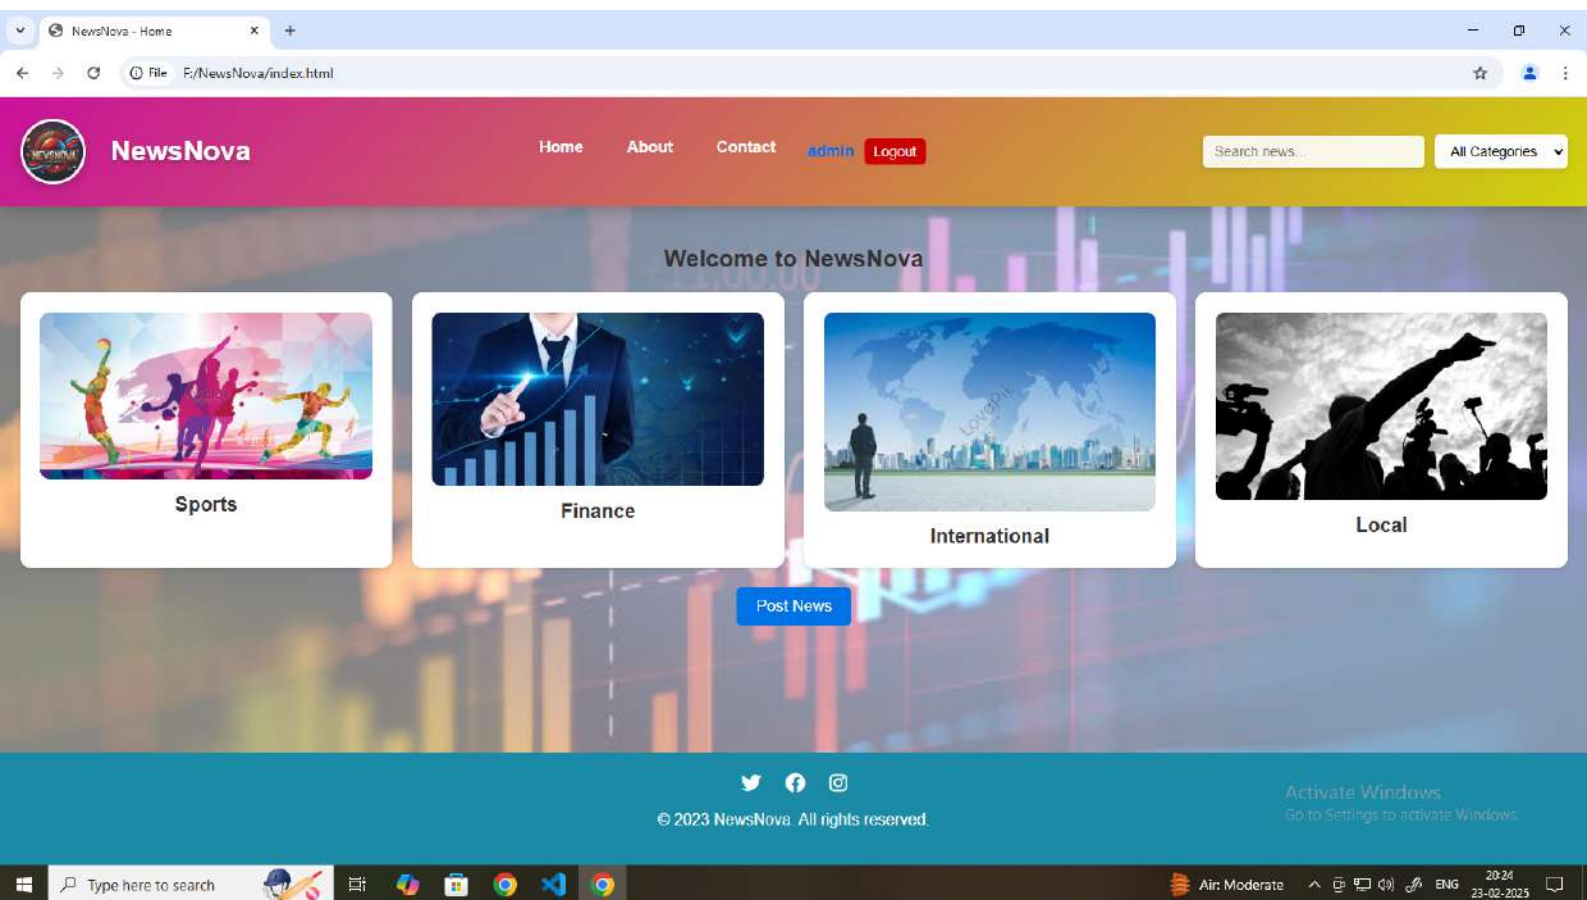 NewsNova - Home
File F:/NewsNova/index.html
NEWSNOVA
NewsNova
Home About Contact admin Logout
Search news...
All Categories
Welcome to NewsNova
Sports
Finance
LovePik
International
Local
Post News
© 2023 NewsNova. All rights reserved.
Activate Windows
Go to Settings to activate Windows.
Type here to search
Air: Moderate
ENG
20:24
23-02-2025